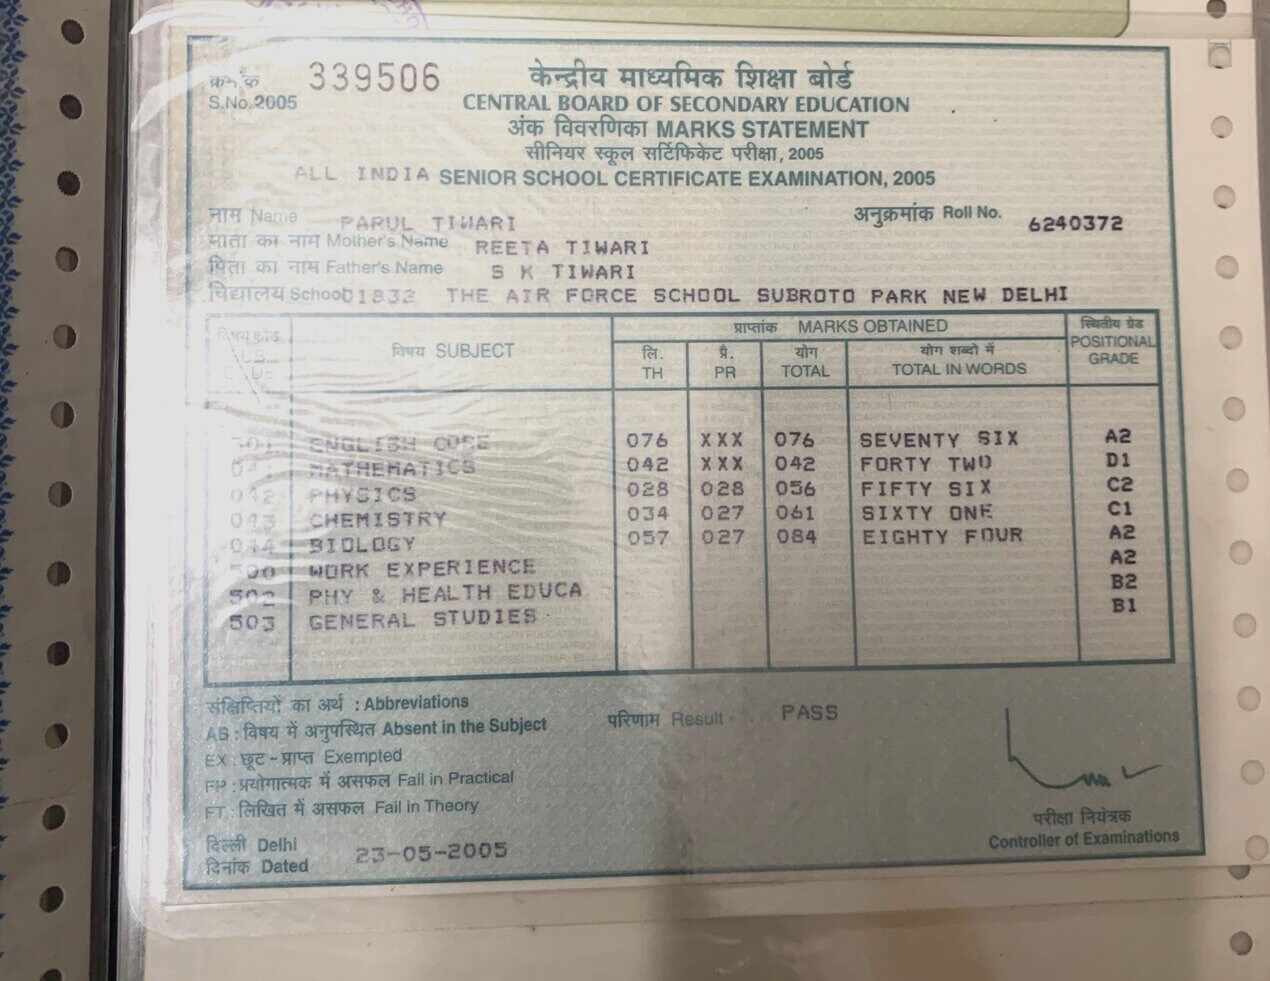 क्रमांक 339506
S.No.2005
केन्द्रीय माध्यमिक शिक्षा बोर्ड
CENTRAL BOARD OF SECONDARY EDUCATION
अंक विवरणिका MARKS STATEMENT
सीनियर स्कूल सर्टिफिकेट परीक्षा, 2005
ALL INDIA SENIOR SCHOOL CERTIFICATE EXAMINATION, 2005
नाम Name PARUL TIWARI अनुक्रमांक Roll No. 6240372
माता का नाम Mother's Name REETA TIWARI
पिता का नाम Father's Name S K TIWARI
विद्यालय School 01832 THE AIR FORCE SCHOOL SUBROTO PARK NEW DELHI
विषय SUBJECT प्राप्तांक MARKS OBTAINED स्थितीय ग्रेड POSITIONAL GRADE
लि. TH प्रै. PR योग TOTAL योग शब्दो में TOTAL IN WORDS
ENGLISH CORE 076 XXX 076 SEVENTY SIX A2
041 MATHEMATICS 042 XXX 042 FORTY TWO D1
042 PHYSICS 028 028 056 FIFTY SIX C2
043 CHEMISTRY 034 027 061 SIXTY ONE C1
044 BIOLOGY 057 027 084 EIGHTY FOUR A2
500 WORK EXPERIENCE A2
502 PHY & HEALTH EDUCA B2
503 GENERAL STUDIES B1
संक्षिप्तियों का अर्थ : Abbreviations
AB : विषय में अनुपस्थित Absent in the Subject परिणाम Result - PASS
EX : छूट - प्राप्त Exempted
FP : प्रयोगात्मक में असफल Fail in Practical
FT : लिखित में असफल Fail in Theory
दिल्ली Delhi
दिनांक Dated 23-05-2005
परीक्षा नियंत्रक
Controller of Examinations